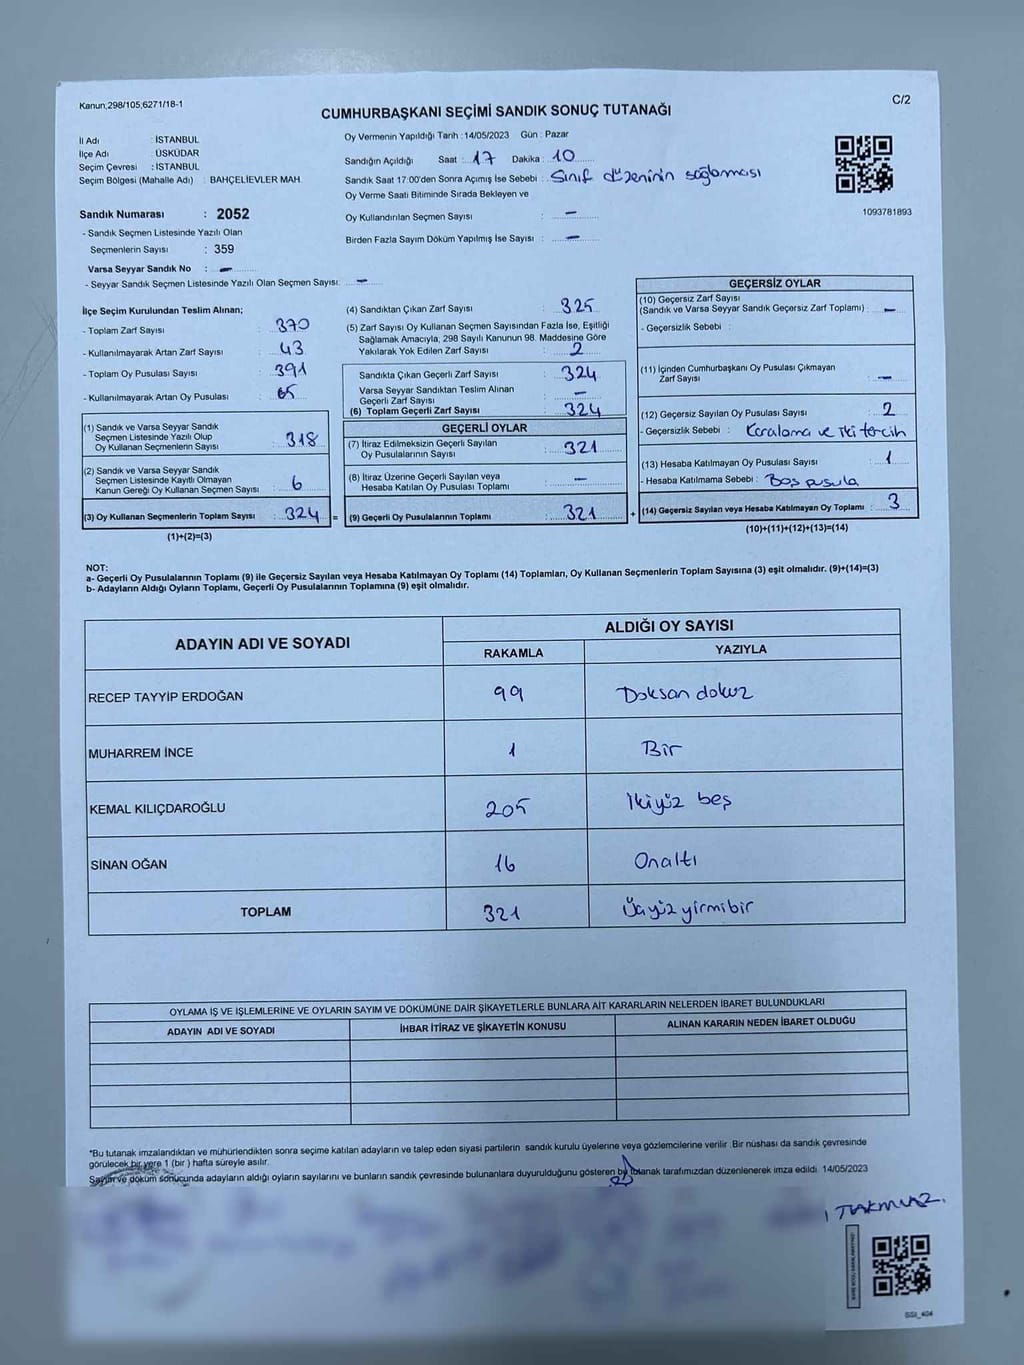 Kanun;298/105;6271/18-1
C/2
CUMHURBAŞKANI SEÇİMİ SANDIK SONUÇ TUTANAĞI
İl Adı : İSTANBUL
İlçe Adı : ÜSKÜDAR
Seçim Çevresi : İSTANBUL
Seçim Bölgesi (Mahalle Adı) : BAHÇELİEVLER MAH.
Oy Vermenin Yapıldığı Tarih :14/05/2023 Gün : Pazar
Sandığın Açıldığı Saat : 17 Dakika : 10
Sandık Saat 17:00'den Sonra Açımış İse Sebebi : Sınıf düzeninin sağlaması
Oy Verme Saati Bitiminde Sırada Bekleyen ve
Oy Kullandırılan Seçmen Sayısı : -
Birden Fazla Sayım Döküm Yapılmış İse Sayısı : -
1093781893
Sandık Numarası : 2052
- Sandık Seçmen Listesinde Yazılı Olan
Seçmenlerin Sayısı : 359
Varsa Seyyar Sandık No : -
- Seyyar Sandık Seçmen Listesinde Yazılı Olan Seçmen Sayısı: -
İlçe Seçim Kurulundan Teslim Alınan;
- Toplam Zarf Sayısı : 370
- Kullanılmayarak Artan Zarf Sayısı : 43
- Toplam Oy Pusulası Sayısı : 391
- Kullanılmayarak Artan Oy Pusulası : 65
(1) Sandık ve Varsa Seyyar Sandık
Seçmen Listesinde Yazılı Olup
Oy Kullanan Seçmenlerin Sayısı : 318
(2) Sandık ve Varsa Seyyar Sandık
Seçmen Listesinde Kayıtlı Olmayan
Kanun Gereği Oy Kullanan Seçmen Sayısı : 6
(3) Oy Kullanan Seçmenlerin Toplam Sayısı : 324
(1)+(2)=(3)
(4) Sandıktan Çıkan Zarf Sayısı : 325
(5) Zarf Sayısı Oy Kullanan Seçmen Sayısından Fazla İse, Eşitliği
Sağlamak Amacıyla, 298 Sayılı Kanunun 98. Maddesine Göre
Yakılarak Yok Edilen Zarf Sayısı : 2
Sandıkta Çıkan Geçerli Zarf Sayısı : 324
Varsa Seyyar Sandıktan Teslim Alınan
Geçerli Zarf Sayısı : -
(6) Toplam Geçerli Zarf Sayısı : 324
GEÇERLİ OYLAR
(7) İtiraz Edilmeksizin Geçerli Sayılan
Oy Pusulalarının Sayısı : 321
(8) İtiraz Üzerine Geçerli Sayılan veya
Hesaba Katılan Oy Pusulası Toplamı : -
= (9) Geçerli Oy Pusulalarının Toplamı : 321
GEÇERSİZ OYLAR
(10) Geçersiz Zarf Sayısı
(Sandık ve Varsa Seyyar Sandık Geçersiz Zarf Toplamı) : -
- Geçersizlik Sebebi :
(11) İçinden Cumhurbaşkanı Oy Pusulası Çıkmayan
Zarf Sayısı : -
(12) Geçersiz Sayılan Oy Pusulası Sayısı : 2
- Geçersizlik Sebebi : Karalama ve iki tercih
(13) Hesaba Katılmayan Oy Pusulası Sayısı : 1
- Hesaba Katılmama Sebebi : Boş pusula
+ (14) Geçersiz Sayılan veya Hesaba Katılmayan Oy Toplamı : 3
(10)+(11)+(12)+(13)=(14)
NOT:
a- Geçerli Oy Pusulalarının Toplamı (9) ile Geçersiz Sayılan veya Hesaba Katılmayan Oy Toplamı (14) Toplamları, Oy Kullanan Seçmenlerin Toplam Sayısına (3) eşit olmalıdır. (9)+(14)=(3)
b- Adayların Aldığı Oyların Toplamı, Geçerli Oy Pusulalarının Toplamına (9) eşit olmalıdır.
ADAYIN ADI VE SOYADI
ALDIĞI OY SAYISI
RAKAMLA YAZIYLA
RECEP TAYYİP ERDOĞAN 99 Doksan dokuz
MUHARREM İNCE 1 Bir
KEMAL KILIÇDAROĞLU 205 İkiyüz beş
SİNAN OĞAN 16 Onaltı
TOPLAM 321 Üçyüz yirmibir
OYLAMA İŞ VE İŞLEMLERİNE VE OYLARIN SAYIM VE DÖKÜMÜNE DAİR ŞİKAYETLERLE BUNLARA AİT KARARLARIN NELERDEN İBARET BULUNDUKLARI
ADAYIN ADI VE SOYADI İHBAR İTİRAZ VE ŞİKAYETİN KONUSU ALINAN KARARIN NEDEN İBARET OLDUĞU
*Bu tutanak imzalandıktan ve mühürlendikten sonra seçime katılan adayların ve talep eden siyasi partilerin sandık kurulu üyelerine veya gözlemcilerine verilir. Bir nüshası da sandık çevresinde
görülecek bir yere 1 (bir ) hafta süreyle asılır.
Sayım ve döküm sonucunda adayların aldığı oyların sayılarını ve bunların sandık çevresinde bulunanlara duyurulduğunu gösteren bu tutanak tarafımızdan düzenlenerek imza edildi. 14/05/2023
SSI_404